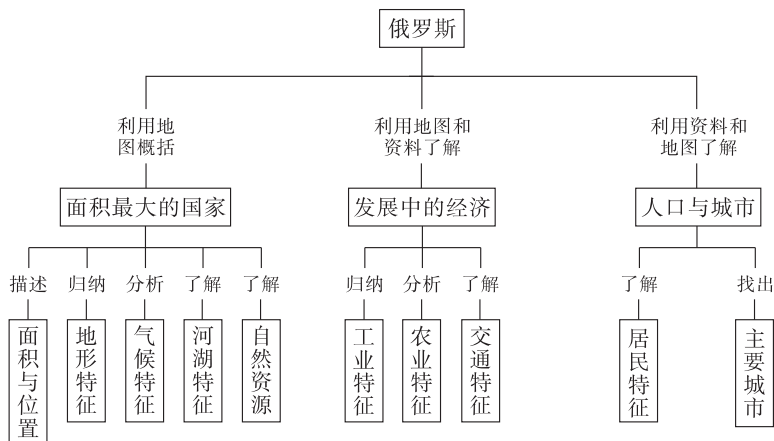 俄罗斯
利用地
图概括
利用地图和
资料了解
利用资料和
地图了解
面积最大的国家
发展中的经济
人口与城市
描述
归纳
分析
了解
了解
归纳
分析
了解
了解
找出
面积与位置
地形特征
气候特征
河湖特征
自然资源
工业特征
农业特征
交通特征
居民特征
主要城市